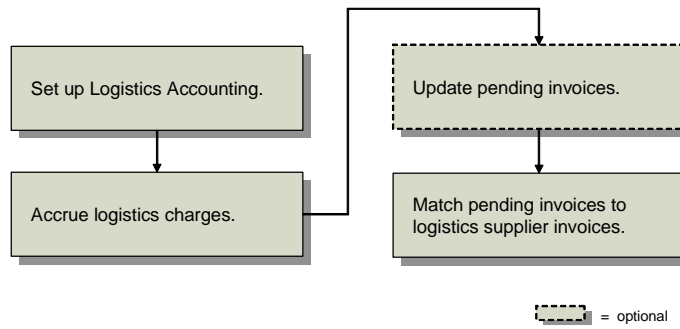 Set up Logistics Accounting.
Accrue logistics charges.
Update pending invoices.
Match pending invoices to
logistics supplier invoices.
= optional